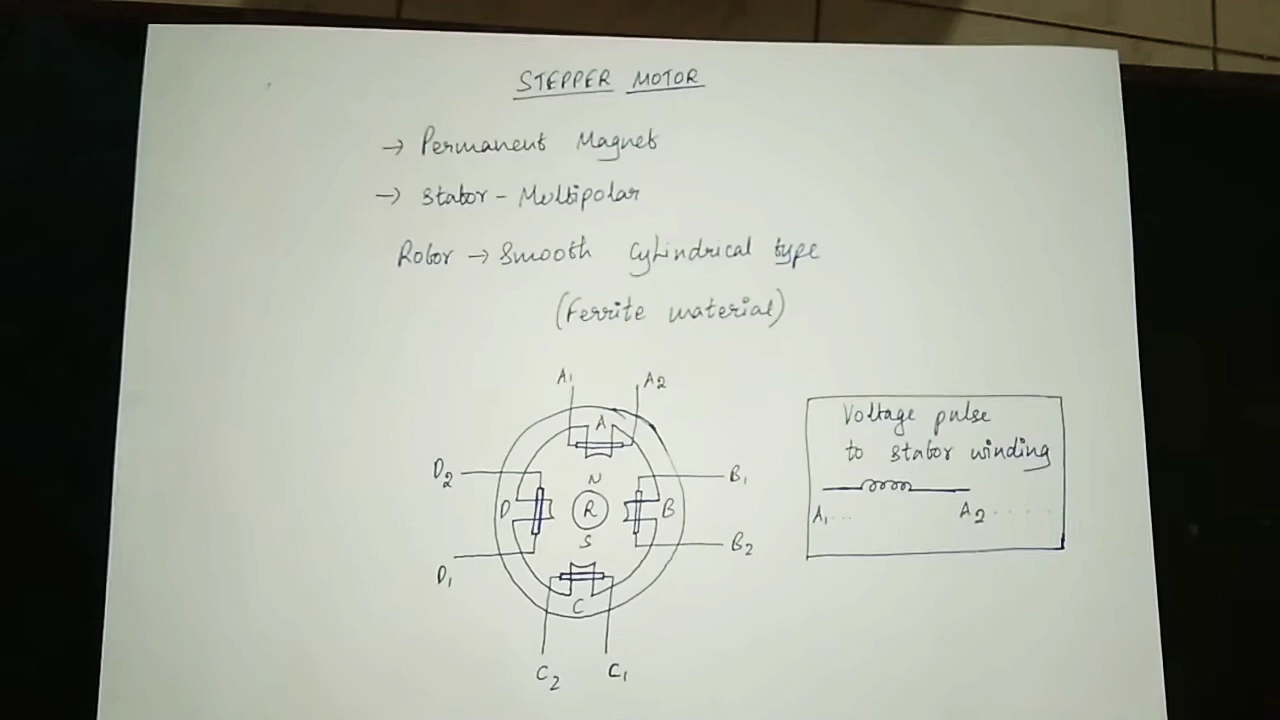 STEPPER MOTOR
→ Permanent Magnet
→ Stator - Multipolar
Rotor → Smooth Cylindrical type
(Ferrite material)
A1 A2
A
D2
N
B1
D
R
B
S
B2
D1
C
C2 C1
Voltage pulse
to stator winding
A1 ... A2 .....